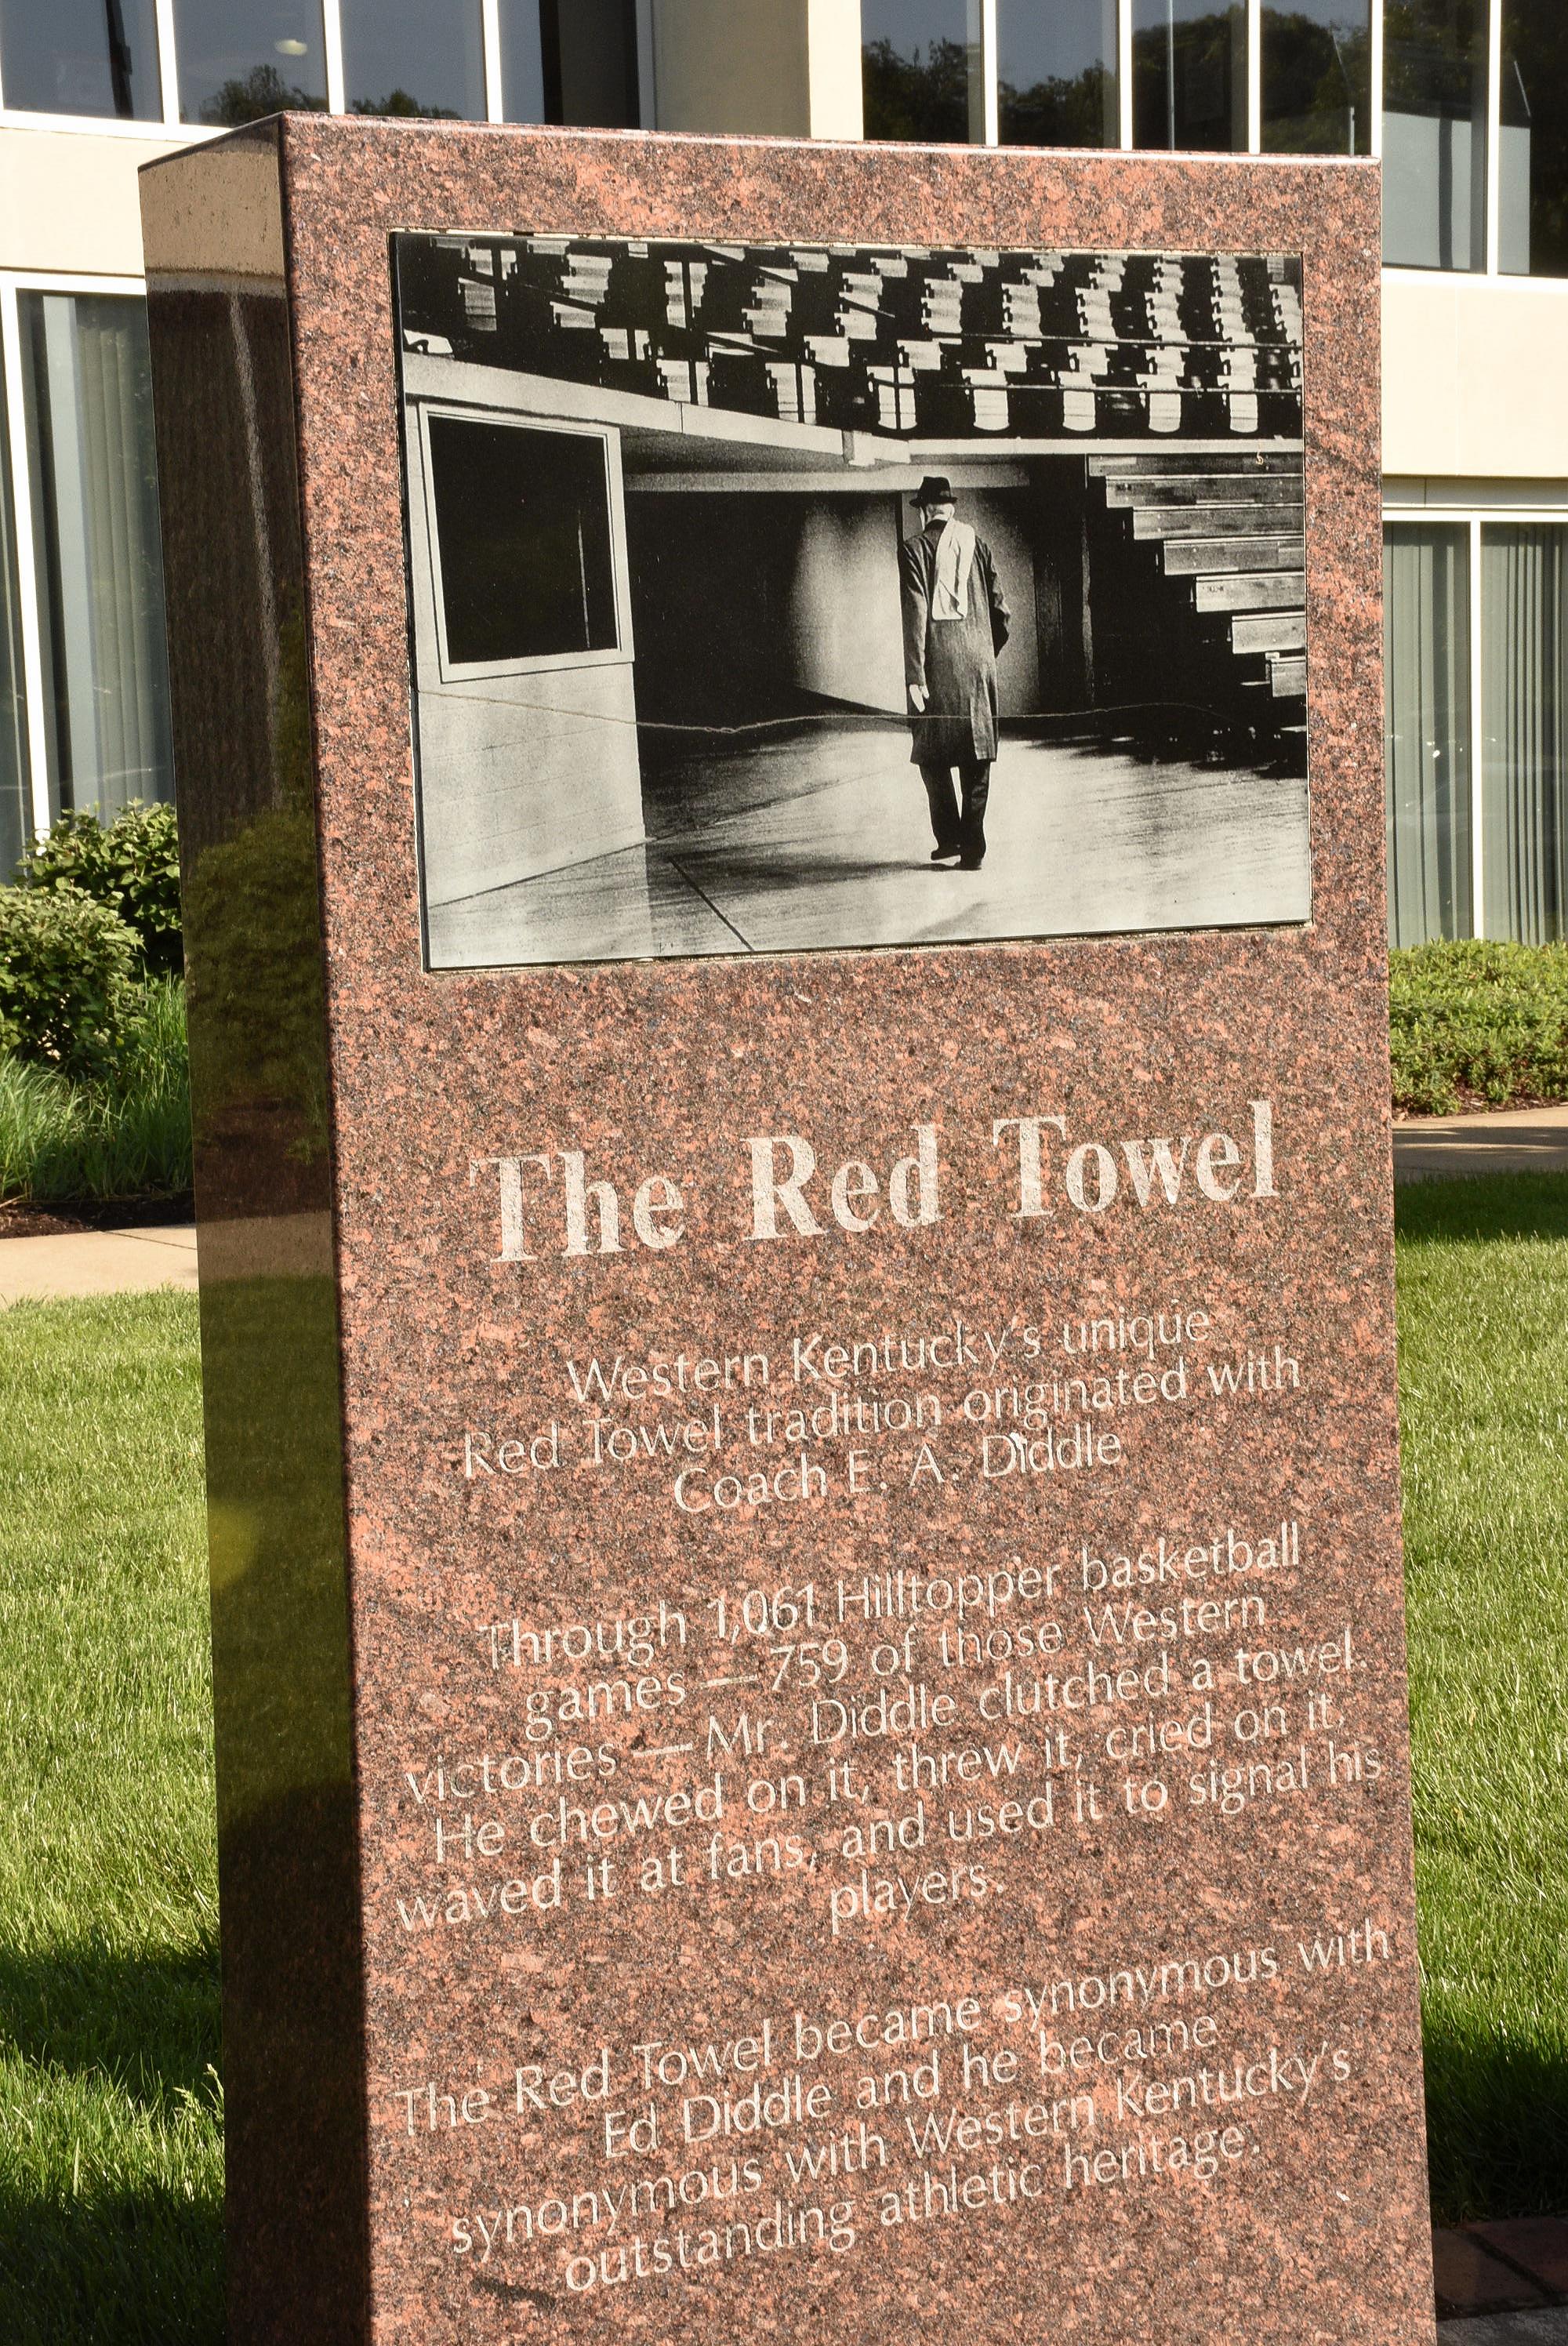 The Red Towel
Western Kentucky's unique
Red Towel tradition originated with
Coach E. A. Diddle
Through 1,061 Hilltopper basketball
games — 759 of those Western
victories — Mr. Diddle clutched a towel.
He chewed on it, threw it, cried on it,
waved it at fans, and used it to signal his
players.
The Red Towel became synonymous with
Ed Diddle and he became
synonymous with Western Kentucky's
outstanding athletic heritage.